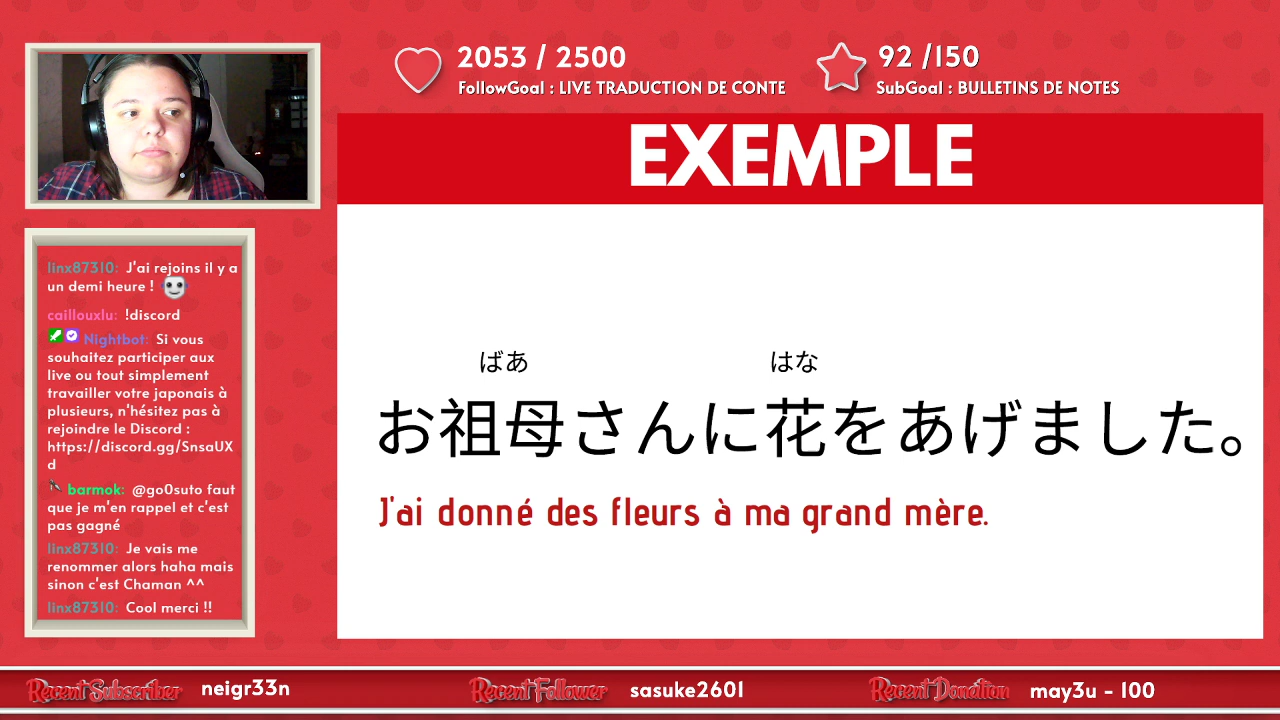 2053 / 2500
FollowGoal : LIVE TRADUCTION DE CONTE
92 /150
SubGoal : BULLETINS DE NOTES
EXEMPLE
linx87310: J'ai rejoins il y a
un demi heure !
caillouxlu: !discord
Nightbot: Si vous
souhaitez participer aux
live ou tout simplement
travailler votre japonais à
plusieurs, n'hésitez pas à
rejoindre le Discord :
https://discord.gg/SnsaUX
d
barmok: @go0suto faut
que je m'en rappel et c'est
pas gagné
linx87310: Je vais me
renommer alors haha mais
sinon c'est Chaman ^^
linx87310: Cool merci !!
ばあ はな
お祖母さんに花をあげました。
J'ai donné des fleurs à ma grand mère.
Recent Subscriber neigr33n
Recent Follower sasuke2601
Recent Donation may3u - 100